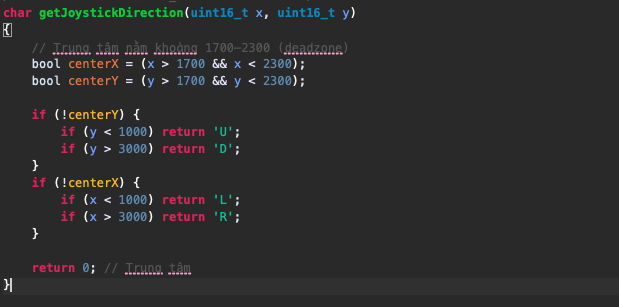 char getJoystickDirection(uint16_t x, uint16_t y)
{
    // Trung tâm nằm khoảng 1700–2300 (deadzone)
    bool centerX = (x > 1700 && x < 2300);
    bool centerY = (y > 1700 && y < 2300);

    if (!centerY) {
        if (y < 1000) return 'U';
        if (y > 3000) return 'D';
    }
    if (!centerX) {
        if (x < 1000) return 'L';
        if (x > 3000) return 'R';
    }

    return 0; // Trung tâm
}